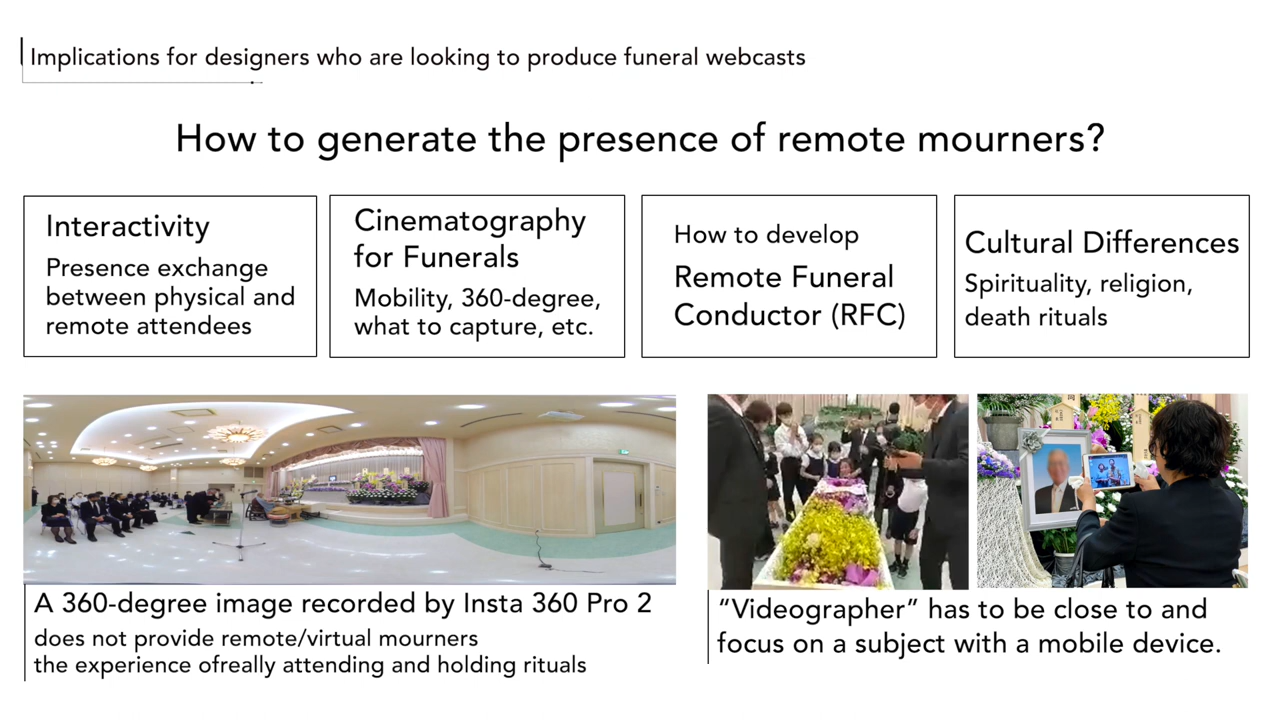 Implications for designers who are looking to produce funeral webcasts
How to generate the presence of remote mourners?
Interactivity
Presence exchange
between physical and
remote attendees
Cinematography
for Funerals
Mobility, 360-degree,
what to capture, etc.
How to develop
Remote Funeral
Conductor (RFC)
Cultural Differences
Spirituality, religion,
death rituals
A 360-degree image recorded by Insta 360 Pro 2
does not provide remote/virtual mourners
the experience ofreally attending and holding rituals
“Videographer” has to be close to and
focus on a subject with a mobile device.